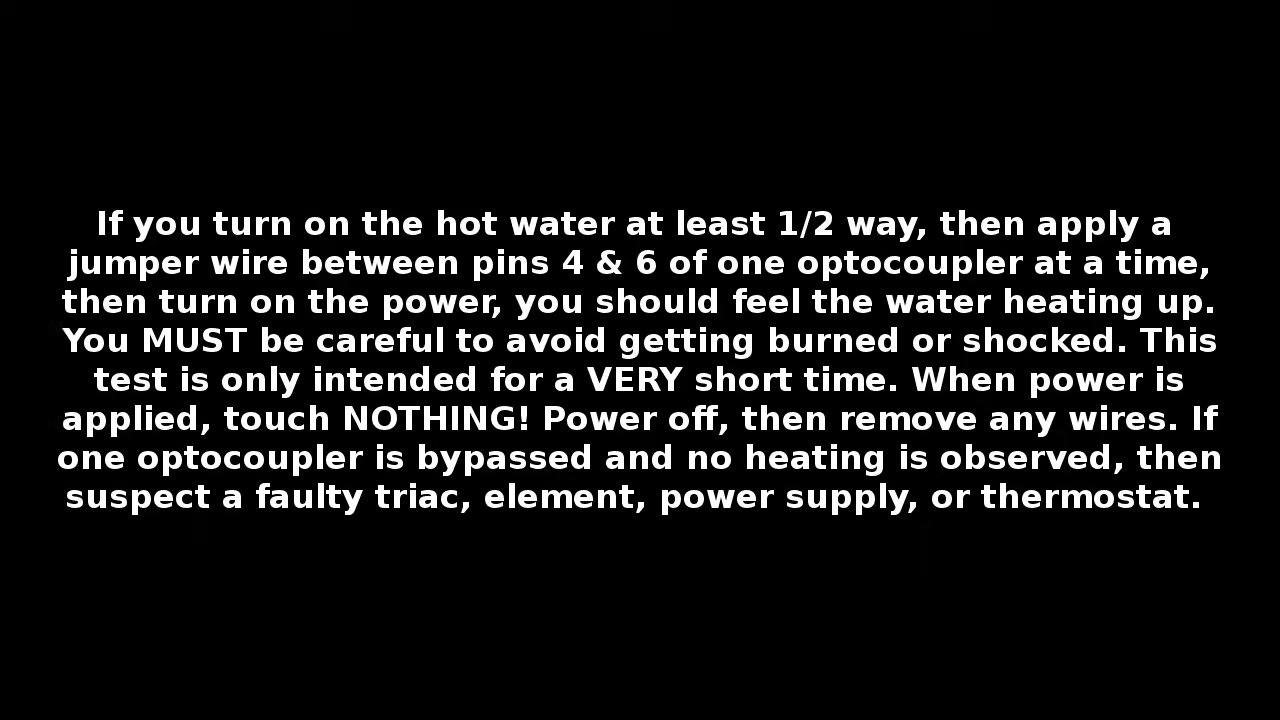 If you turn on the hot water at least 1/2 way, then apply a
jumper wire between pins 4 & 6 of one optocoupler at a time,
then turn on the power, you should feel the water heating up.
You MUST be careful to avoid getting burned or shocked. This
test is only intended for a VERY short time. When power is
applied, touch NOTHING! Power off, then remove any wires. If
one optocoupler is bypassed and no heating is observed, then
suspect a faulty triac, element, power supply, or thermostat.